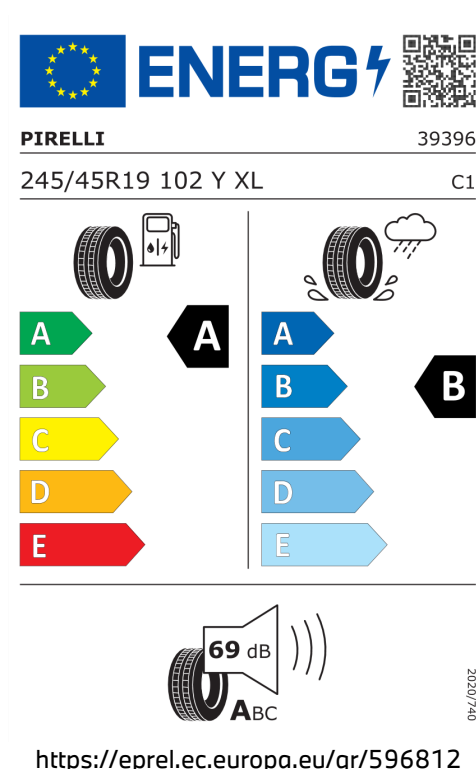 ENERG
PIRELLI 39396
245/45R19 102 Y XL C1
A A
B
C
D
E
A
B B
C
D
E
69 dB
ABC
2020/740
https://eprel.ec.europa.eu/qr/596812